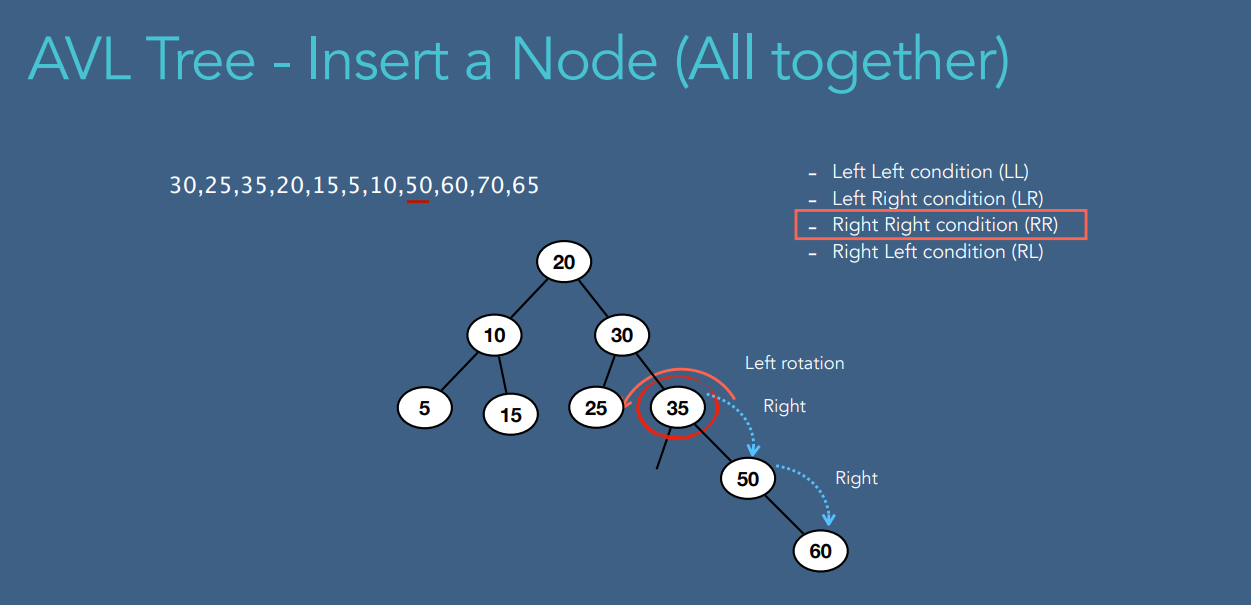 AVL Tree - Insert a Node (All together)
30,25,35,20,15,5,10,50,60,70,65
- Left Left condition (LL)
- Left Right condition (LR)
- Right Right condition (RR)
- Right Left condition (RL)
20
10
30
Left rotation
5
15
25
35
Right
50
Right
60